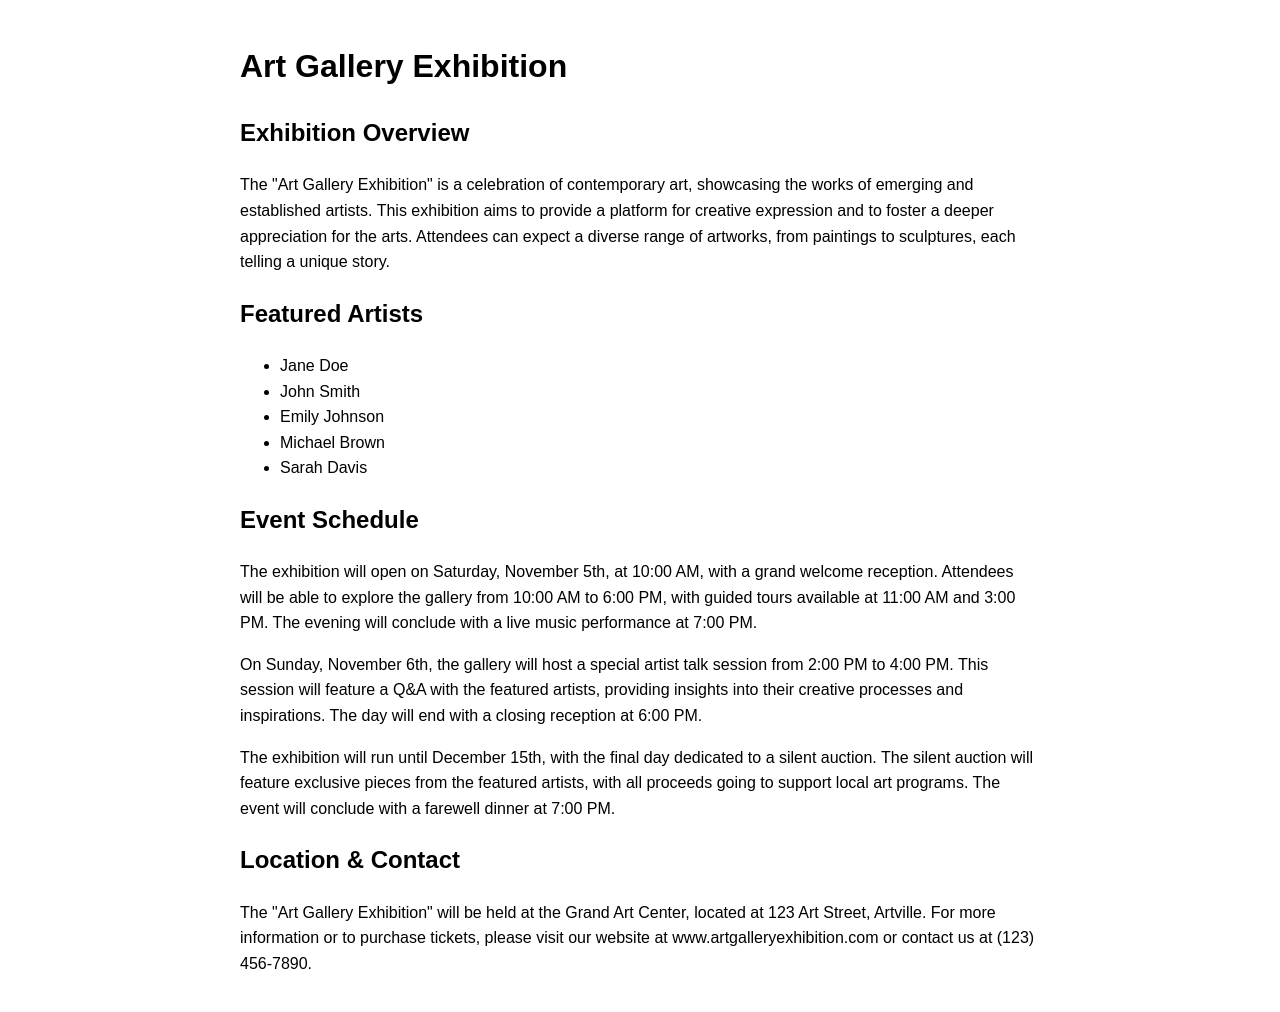 Art Gallery Exhibition
Exhibition Overview
The "Art Gallery Exhibition" is a celebration of contemporary art, showcasing the works of emerging and
established artists. This exhibition aims to provide a platform for creative expression and to foster a deeper
appreciation for the arts. Attendees can expect a diverse range of artworks, from paintings to sculptures, each
telling a unique story.
Featured Artists
• Jane Doe
• John Smith
• Emily Johnson
• Michael Brown
• Sarah Davis
Event Schedule
The exhibition will open on Saturday, November 5th, at 10:00 AM, with a grand welcome reception. Attendees
will be able to explore the gallery from 10:00 AM to 6:00 PM, with guided tours available at 11:00 AM and 3:00
PM. The evening will conclude with a live music performance at 7:00 PM.
On Sunday, November 6th, the gallery will host a special artist talk session from 2:00 PM to 4:00 PM. This
session will feature a Q&A with the featured artists, providing insights into their creative processes and
inspirations. The day will end with a closing reception at 6:00 PM.
The exhibition will run until December 15th, with the final day dedicated to a silent auction. The silent auction will
feature exclusive pieces from the featured artists, with all proceeds going to support local art programs. The
event will conclude with a farewell dinner at 7:00 PM.
Location & Contact
The "Art Gallery Exhibition" will be held at the Grand Art Center, located at 123 Art Street, Artville. For more
information or to purchase tickets, please visit our website at www.artgalleryexhibition.com or contact us at (123)
456-7890.